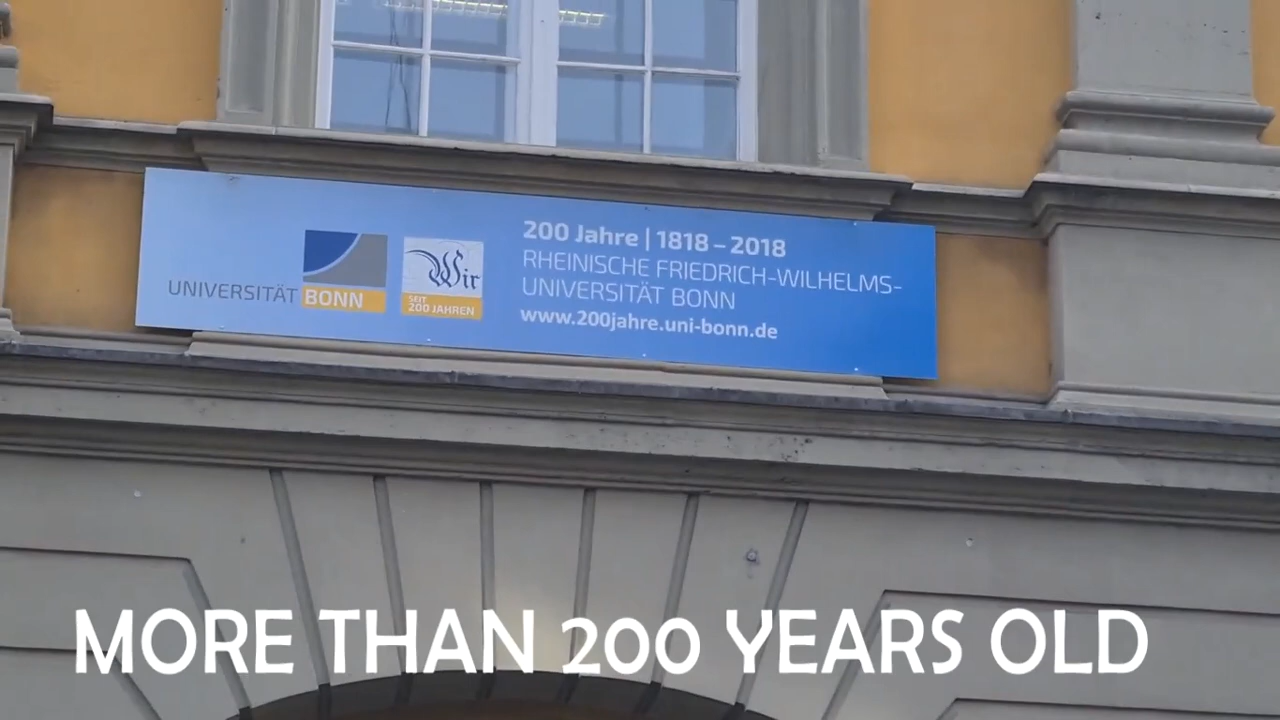 UNIVERSITÄT BONN
Wir
SEIT
200 JAHREN
200 Jahre | 1818 – 2018
RHEINISCHE FRIEDRICH-WILHELMS-
UNIVERSITÄT BONN
www.200jahre.uni-bonn.de
MORE THAN 200 YEARS OLD